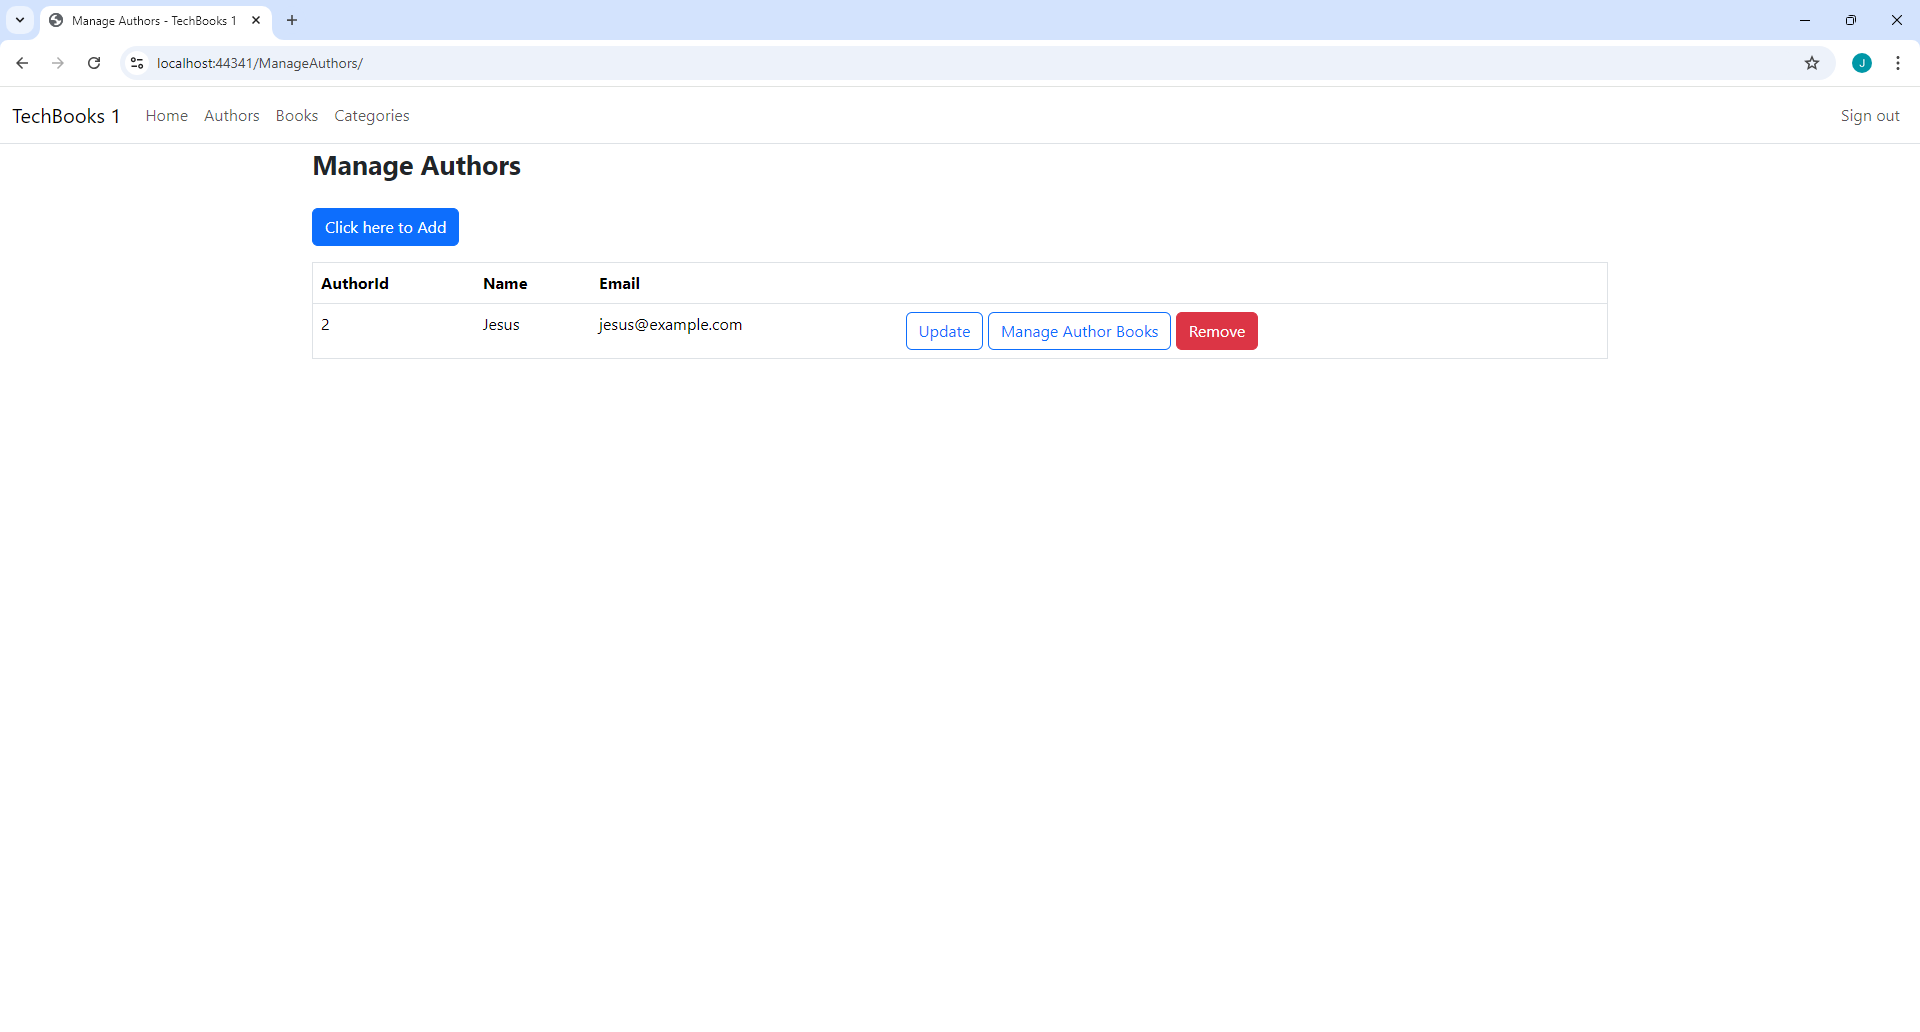 Manage Authors - TechBooks 1
localhost:44341/ManageAuthors/
J
TechBooks 1 Home Authors Books Categories Sign out
Manage Authors
Click here to Add
AuthorId Name Email
2 Jesus jesus@example.com Update Manage Author Books Remove